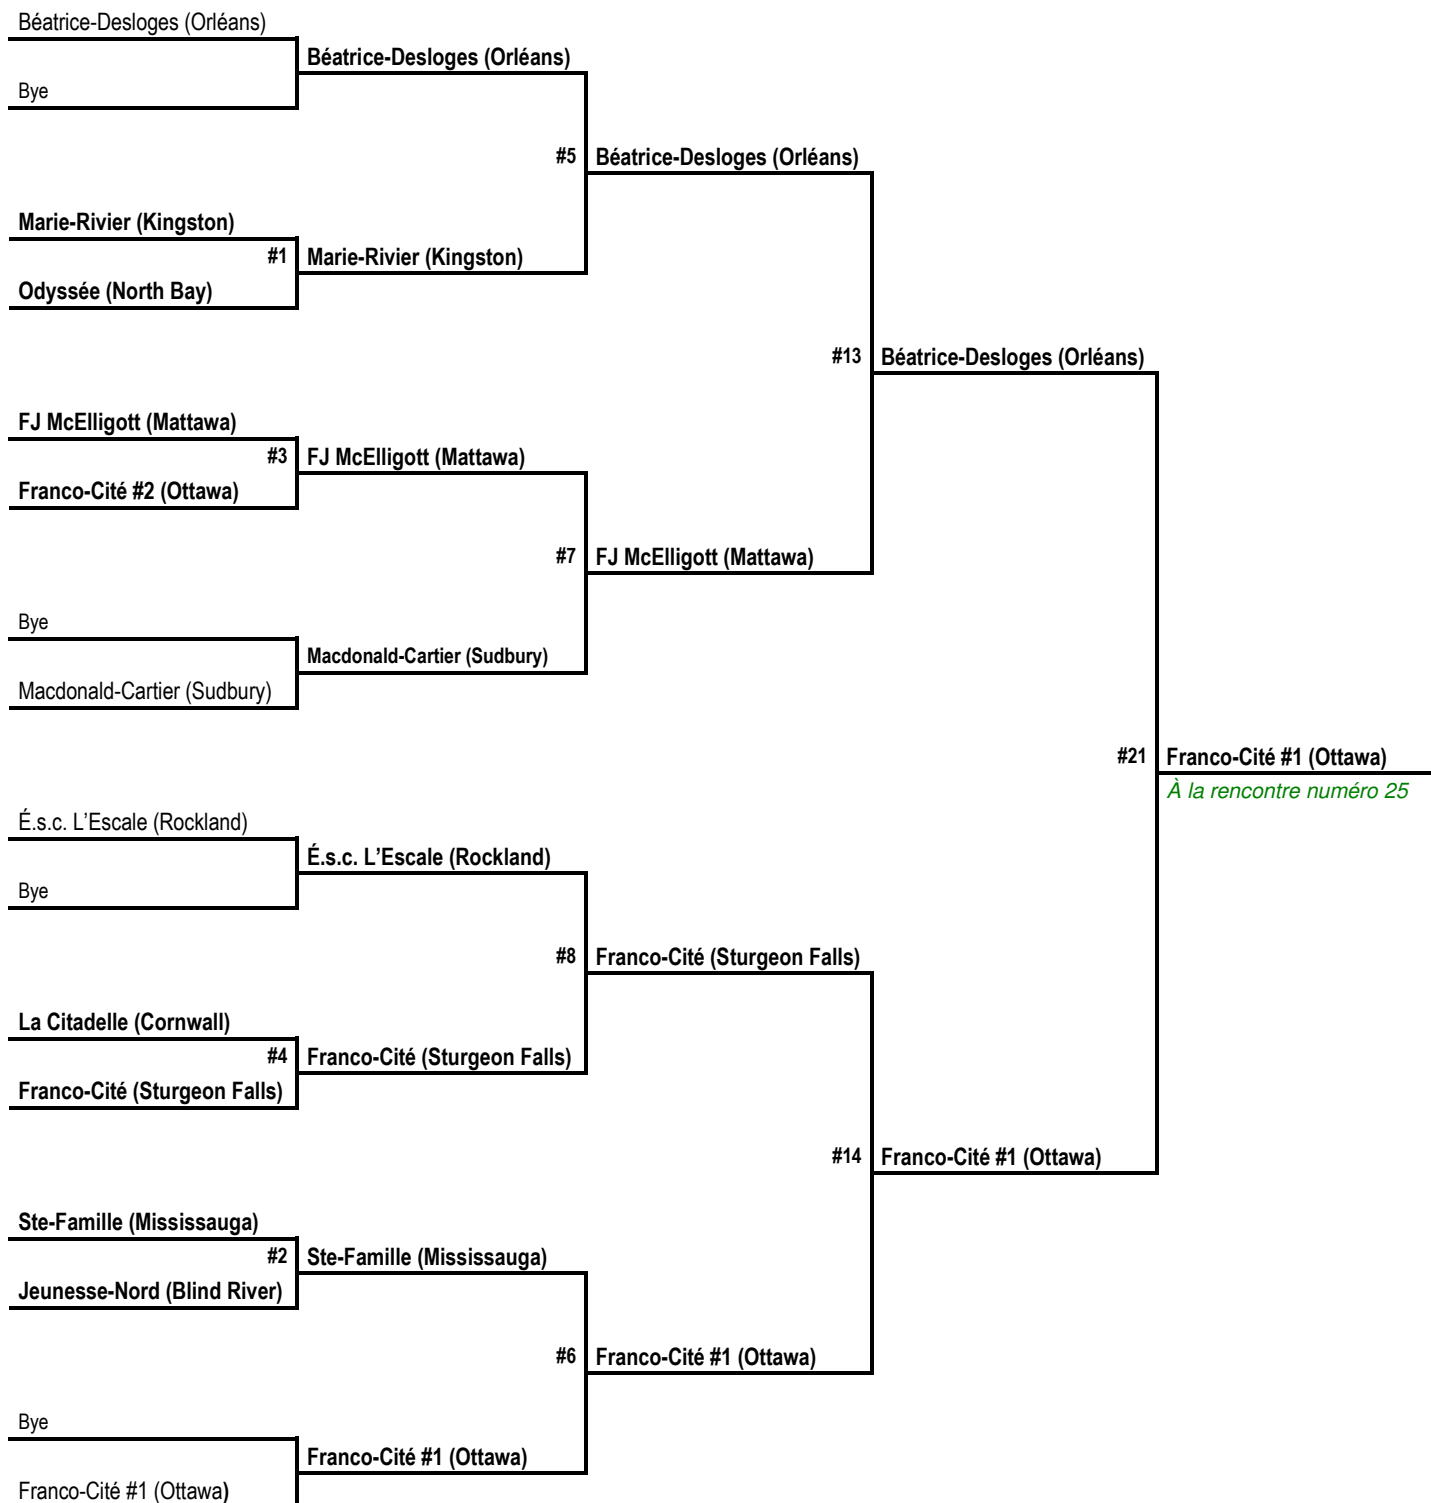 Béatrice-Desloges (Orléans)
Béatrice-Desloges (Orléans)
Bye
#5 Béatrice-Desloges (Orléans)
Marie-Rivier (Kingston)
#1 Marie-Rivier (Kingston)
Odyssée (North Bay)
#13 Béatrice-Desloges (Orléans)
FJ McElligott (Mattawa)
#3 FJ McElligott (Mattawa)
Franco-Cité #2 (Ottawa)
#7 FJ McElligott (Mattawa)
Bye
Macdonald-Cartier (Sudbury)
Macdonald-Cartier (Sudbury)
#21 Franco-Cité #1 (Ottawa)
À la rencontre numéro 25
É.s.c. L’Escale (Rockland)
É.s.c. L’Escale (Rockland)
Bye
#8 Franco-Cité (Sturgeon Falls)
La Citadelle (Cornwall)
#4 Franco-Cité (Sturgeon Falls)
Franco-Cité (Sturgeon Falls)
#14 Franco-Cité #1 (Ottawa)
Ste-Famille (Mississauga)
#2 Ste-Famille (Mississauga)
Jeunesse-Nord (Blind River)
#6 Franco-Cité #1 (Ottawa)
Bye
Franco-Cité #1 (Ottawa)
Franco-Cité #1 (Ottawa)